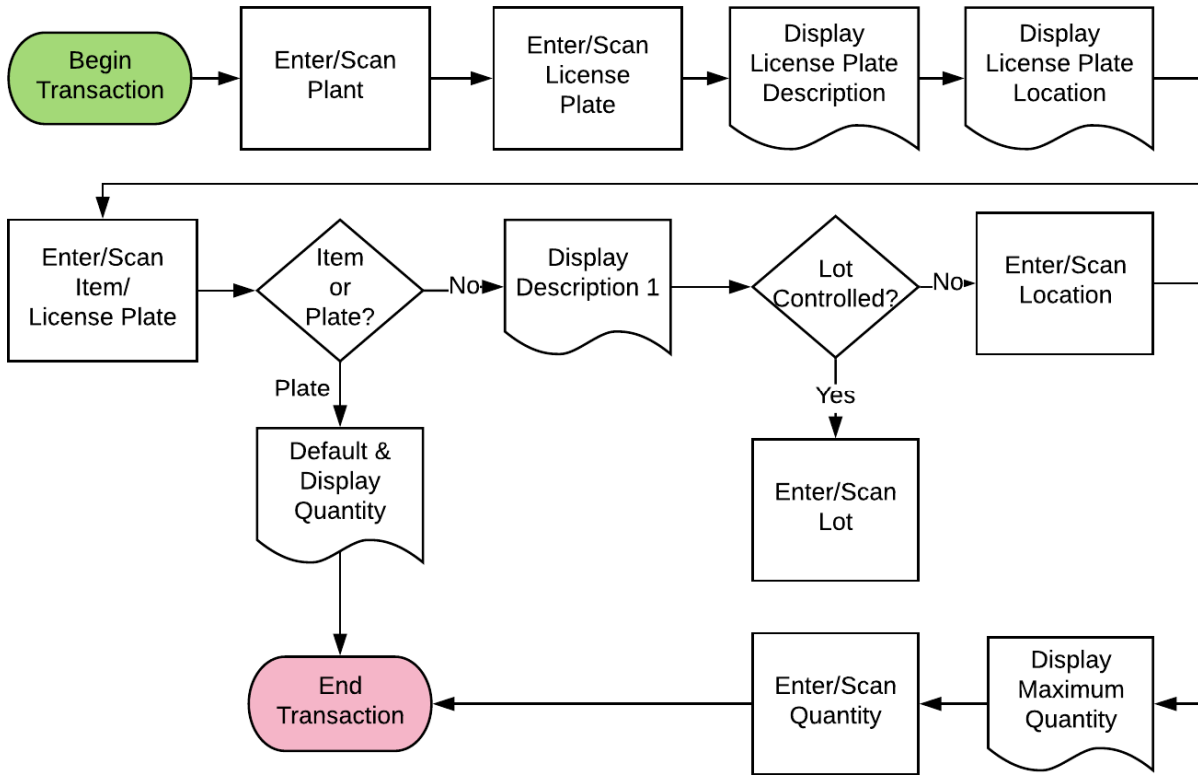 Begin
Transaction
Enter/Scan
Plant
Enter/Scan
License
Plate
Display
License Plate
Description
Display
License Plate
Location
Enter/Scan
Item/
License Plate
Item
or
Plate?
No
Display
Description 1
Lot
Controlled?
No
Enter/Scan
Location
Plate
Yes
Default &
Display
Quantity
Enter/Scan
Lot
End
Transaction
Enter/Scan
Quantity
Display
Maximum
Quantity